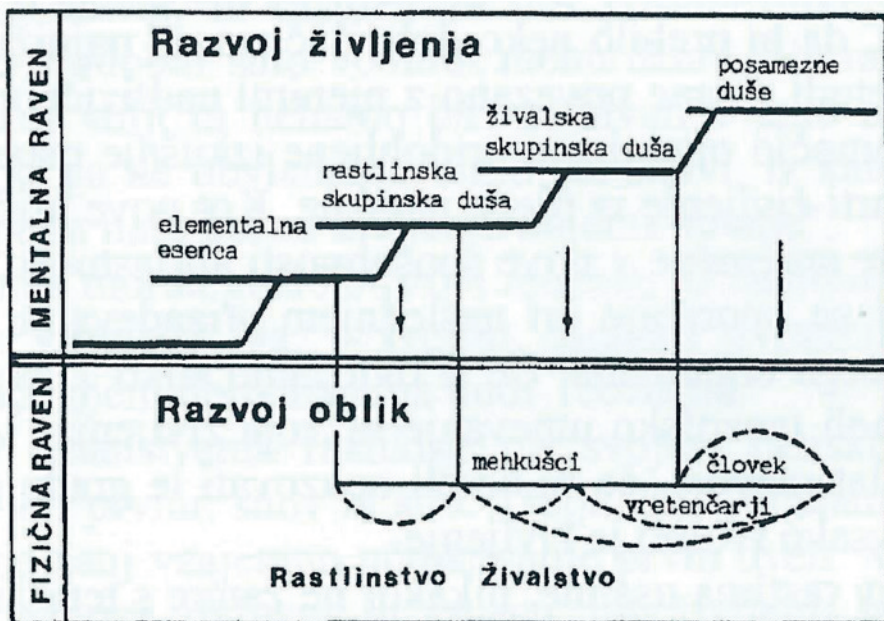 MENTALNA RAVEN
Razvoj življenja
posamezne
duše
živalska
skupinska duša
rastlinska
skupinska duša
elementalna
esenca
FIZIČNA RAVEN
Razvoj oblik
mehkušci
človek
vretenčarji
Rastlinstvo Živalstvo